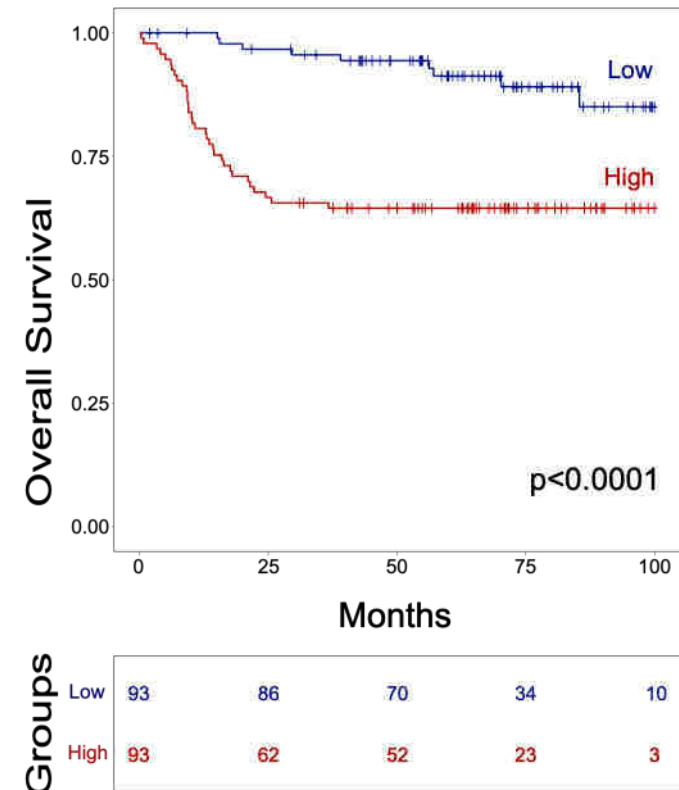 Overall Survival
1.00
0.75
0.50
0.25
0.00
Low
High
p<0.0001
0 25 50 75 100
Months
Groups
Low 93 86 70 34 10
High 93 62 52 23 3